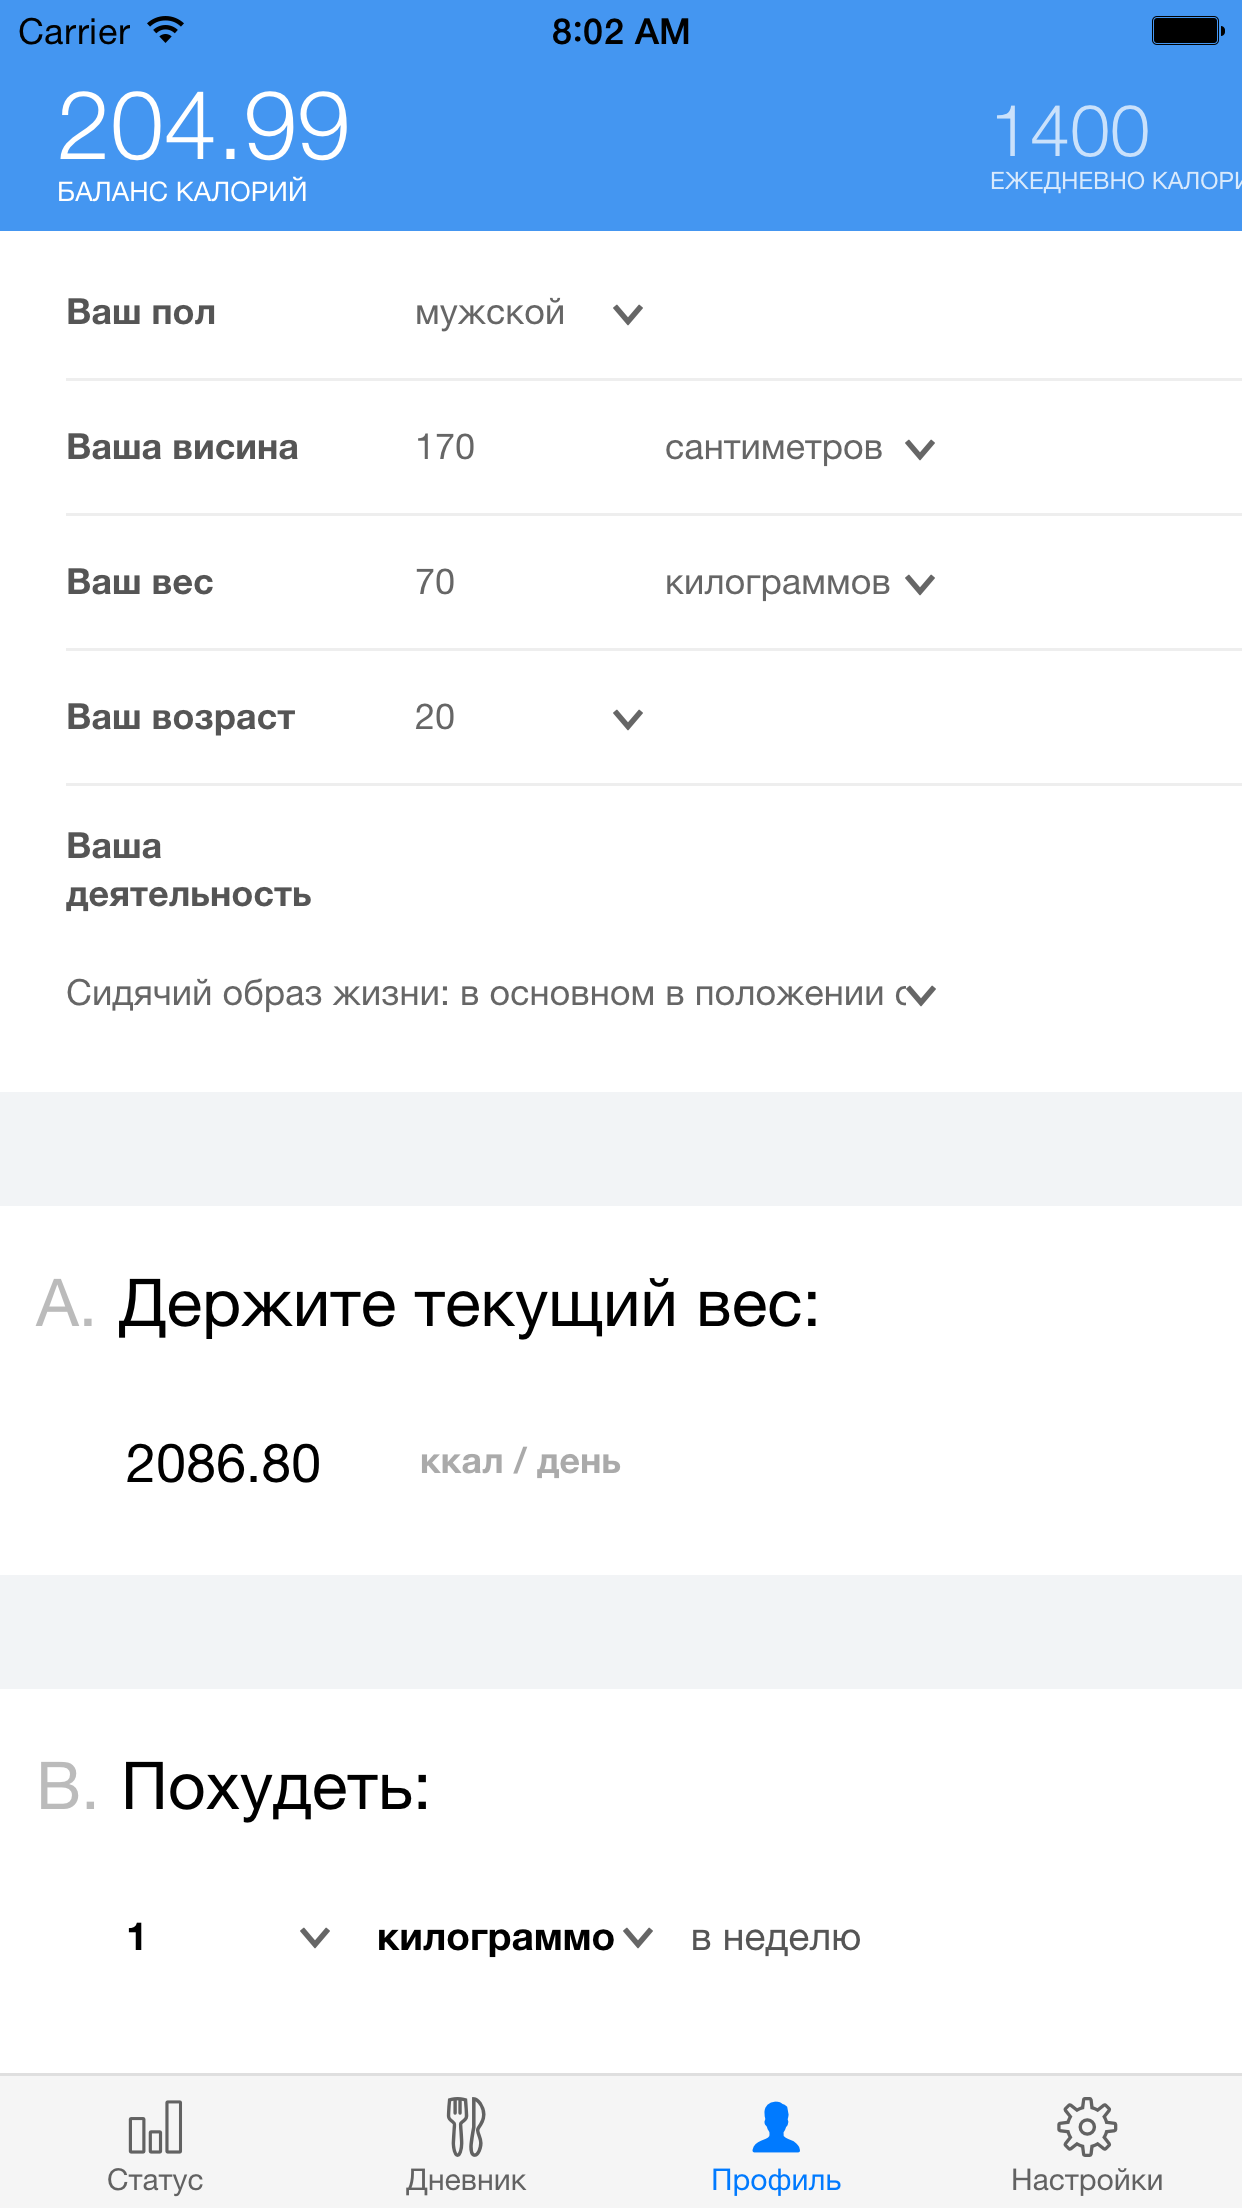 Carrier 8:02 AM
204.99 1400
БАЛАНС КАЛОРИЙ ЕЖЕДНЕВНО КАЛОРИ
Ваш пол мужской
Ваша висина 170 сантиметров
Ваш вес 70 килограммов
Ваш возраст 20
Ваша
деятельность
Сидячий образ жизни: в основном в положении с
A. Держите текущий вес:
2086.80 ккал / день
B. Похудеть:
1 килограммо в неделю
Статус Дневник Профиль Настройки